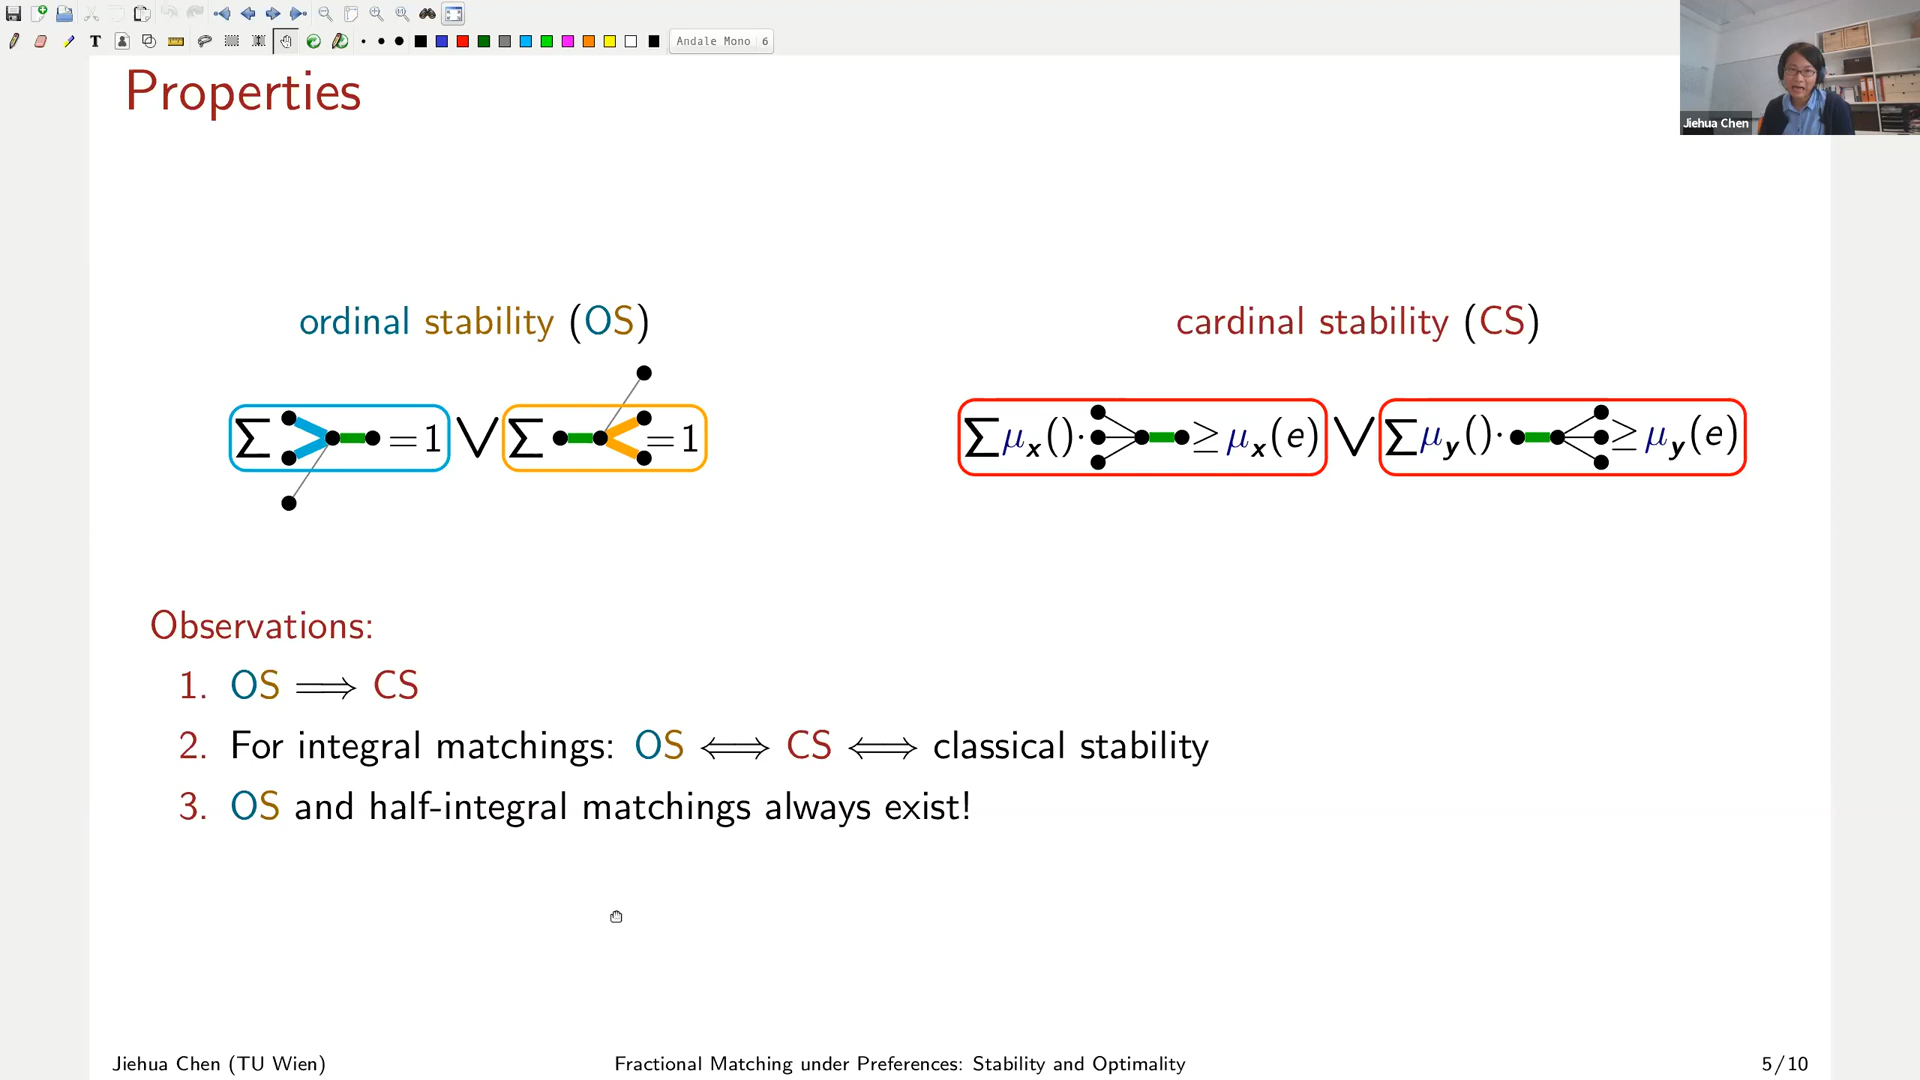 T
Andale Mono 6
Properties
Jiehua Chen
ordinal stability (OS)
cardinal stability (CS)
∑ = 1 ⋁ ∑ = 1
∑μx()· ≥ μx(e) ⋁ ∑μy()· ≥ μy(e)
Observations:
1. OS ⟹ CS
2. For integral matchings: OS ⟺ CS ⟺ classical stability
3. OS and half-integral matchings always exist!
Jiehua Chen (TU Wien)
Fractional Matching under Preferences: Stability and Optimality
5/10